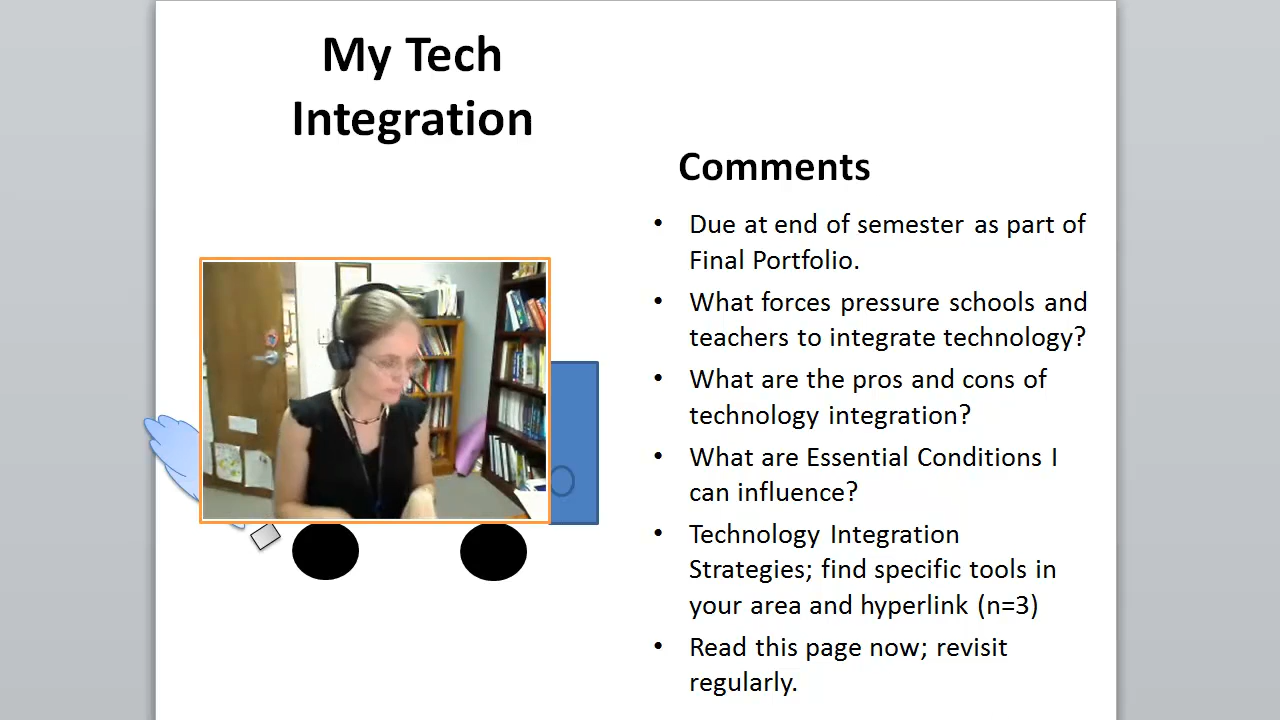 My Tech
Integration
Comments
• Due at end of semester as part of
Final Portfolio.
• What forces pressure schools and
teachers to integrate technology?
• What are the pros and cons of
technology integration?
• What are Essential Conditions I
can influence?
• Technology Integration
Strategies; find specific tools in
your area and hyperlink (n=3)
• Read this page now; revisit
regularly.